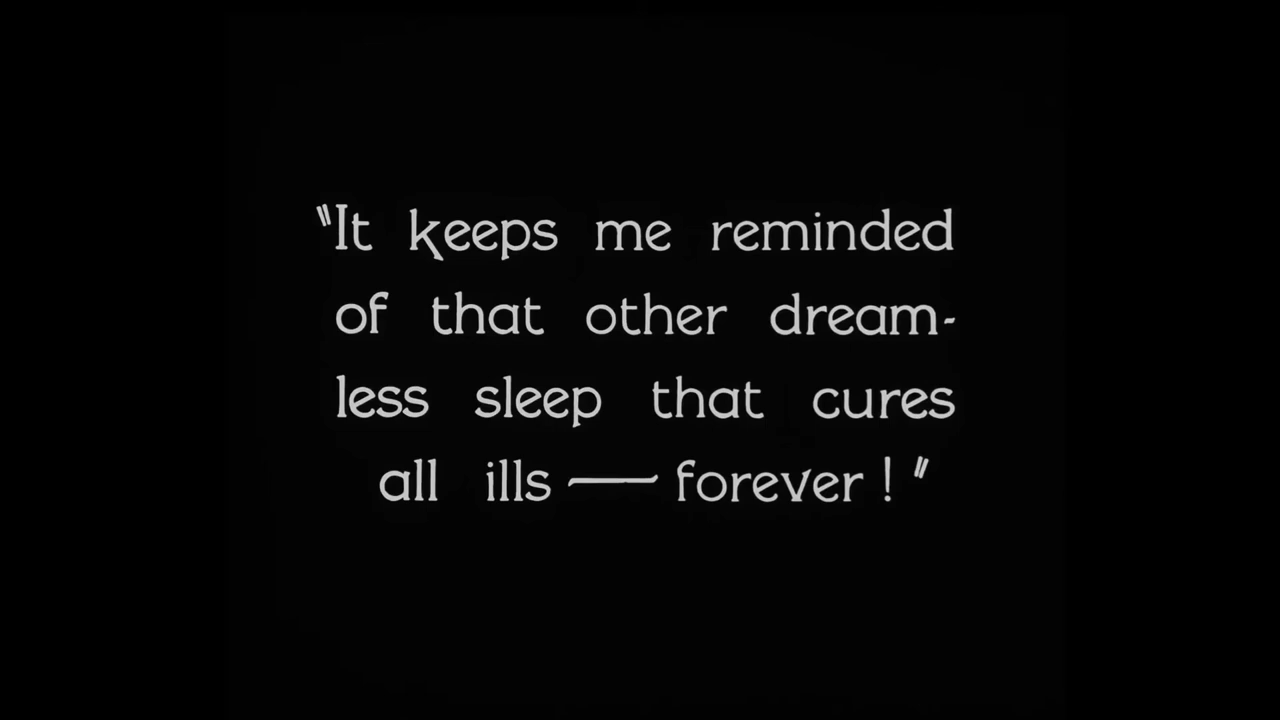 "It keeps me reminded
of that other dream-
less sleep that cures
all ills — forever! "